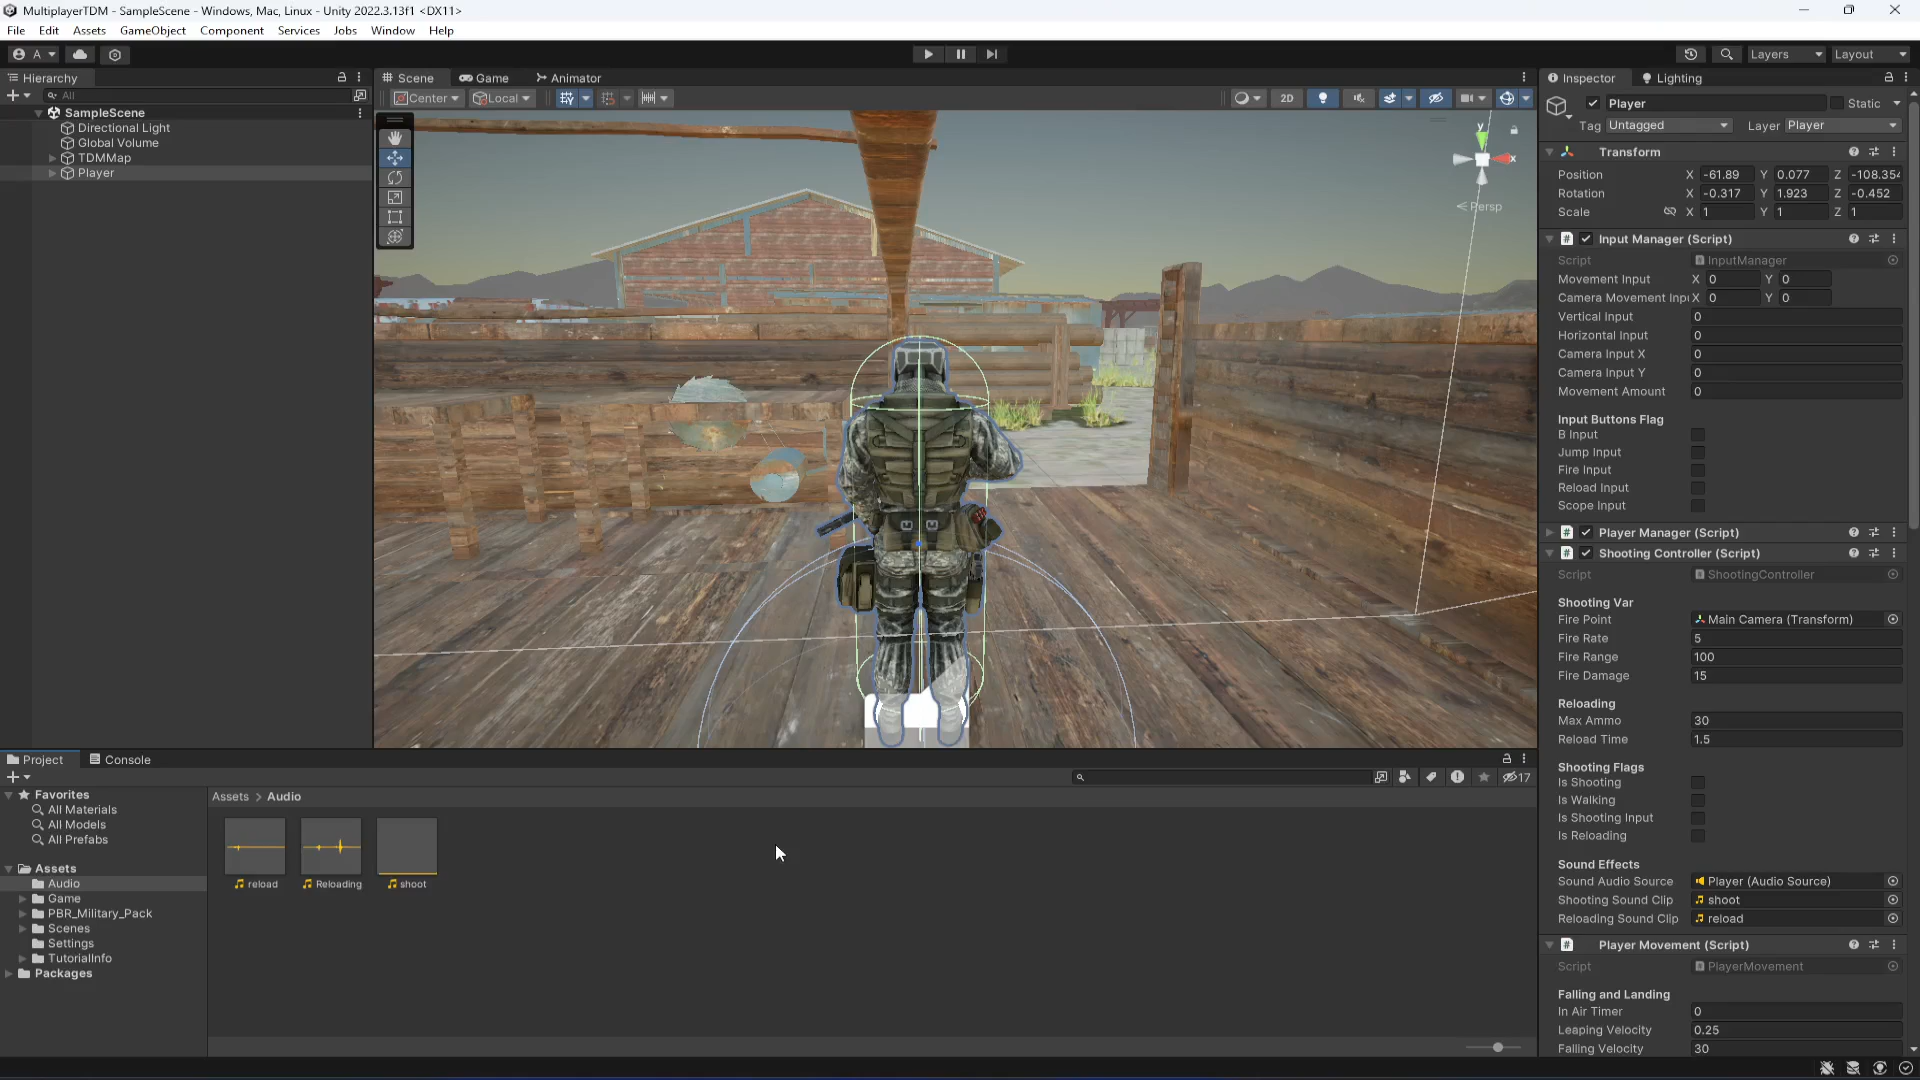 MultiplayerTDM - SampleScene - Windows, Mac, Linux - Unity 2022.3.13f1 <DX11>
File Edit Assets GameObject Component Services Jobs Window Help
A Layers Layout
Hierarchy
All
SampleScene
Directional Light
Global Volume
TDMMap
Player
Scene Game Animator
Center Local 2D
y
x
Persp
Inspector Lighting
Player Static
Tag Untagged Layer Player
Transform
Position X -61.89 Y 0.077 Z -108.354
Rotation X -0.317 Y 1.923 Z -0.452
Scale X 1 Y 1 Z 1
# Input Manager (Script)
Script InputManager
Movement Input X 0 Y 0
Camera Movement Inpu X 0 Y 0
Vertical Input 0
Horizontal Input 0
Camera Input X 0
Camera Input Y 0
Movement Amount 0
Input Buttons Flag
B Input
Jump Input
Fire Input
Reload Input
Scope Input
# Player Manager (Script)
# Shooting Controller (Script)
Script ShootingController
Shooting Var
Fire Point Main Camera (Transform)
Fire Rate 5
Fire Range 100
Fire Damage 15
Reloading
Max Ammo 30
Reload Time 1.5
Shooting Flags
Is Shooting
Is Walking
Is Shooting Input
Is Reloading
Sound Effects
Sound Audio Source Player (Audio Source)
Shooting Sound Clip shoot
Reloading Sound Clip reload
# Player Movement (Script)
Script PlayerMovement
Falling and Landing
In Air Timer 0
Leaping Velocity 0.25
Falling Velocity 30
Project Console
17
Favorites
All Materials
All Models
All Prefabs
Assets
Audio
Game
PBR_Military_Pack
Scenes
Settings
TutorialInfo
Packages
Assets > Audio
reload Reloading shoot